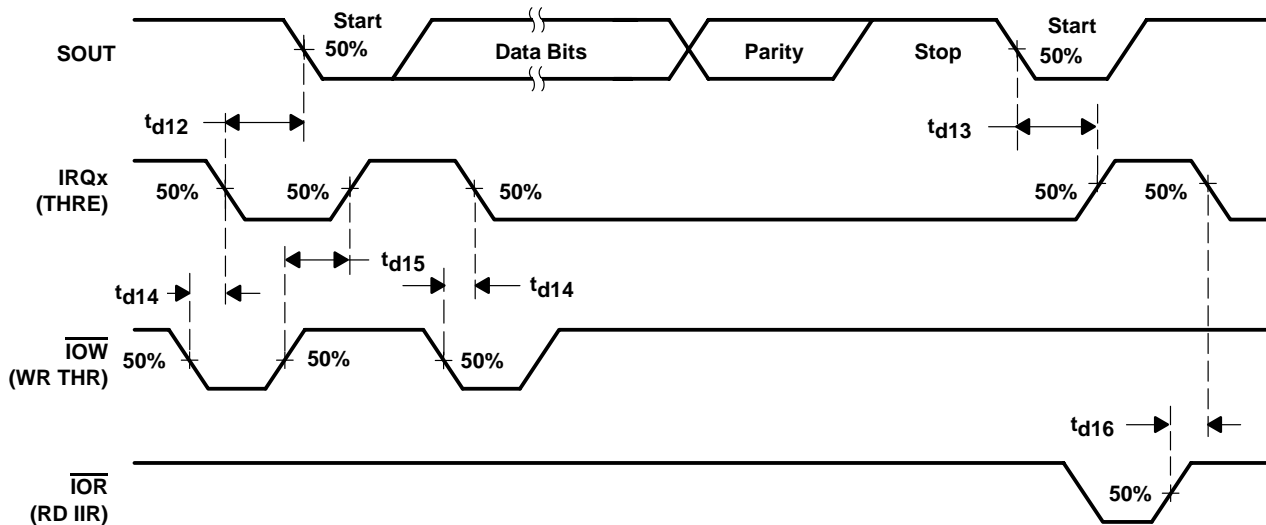 Start
Start
SOUT
50%
Data Bits
Parity
Stop
50%
td12
td13
IRQx
(THRE)
50%
50%
50%
50%
50%
td15
td14
td14
IOW
(WR THR)
50%
50%
50%
td16
IOR
(RD IIR)
50%